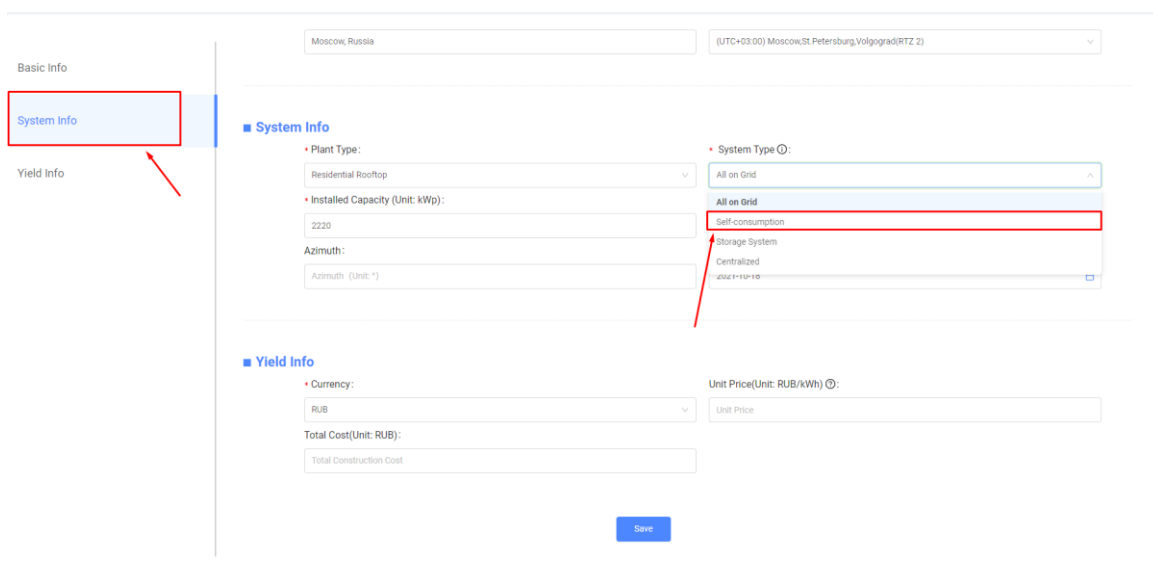 Moscow, Russia
(UTC+03:00) Moscow,St.Petersburg,Volgograd(RTZ 2)
Basic Info
System Info
Yield Info
System Info
* Plant Type:
* System Type ⓘ:
Residential Rooftop
All on Grid
* Installed Capacity (Unit: kWp):
All on Grid
2220
Self-consumption
Storage System
Azimuth:
Centralized
Azimuth (Unit: °)
2021-10-18
Yield Info
* Currency:
Unit Price(Unit: RUB/kWh) ?:
RUB
Unit Price
Total Cost(Unit: RUB):
Total Construction Cost
Save